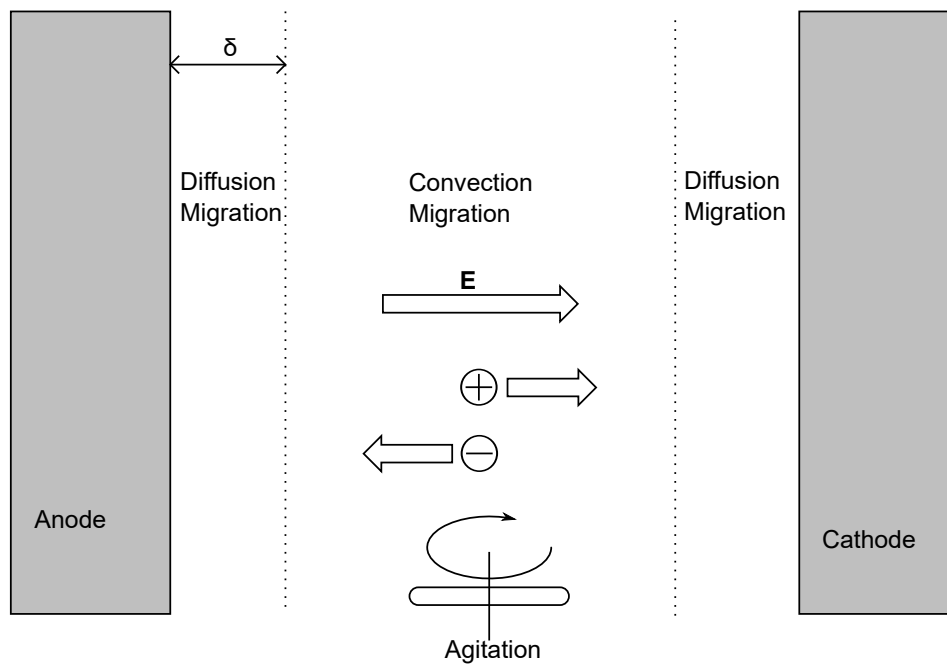 δ
Diffusion
Migration
Convection
Migration
Diffusion
Migration
E
Anode
Cathode
Agitation